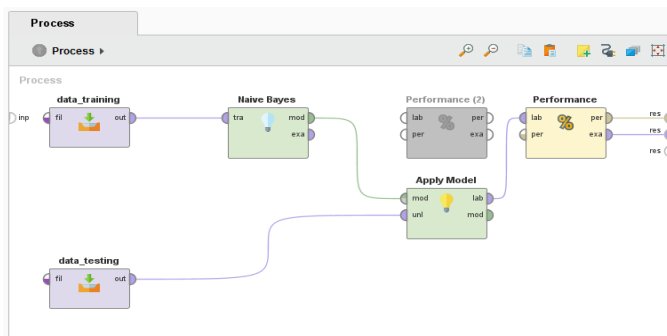 Process
Process
Process
data_training
Naive Bayes
Performance (2)
Performance
inp
fil
out
tra
mod
exa
lab
per
per
exa
lab
per
per
exa
res
res
res
Apply Model
mod
lab
unl
mod
data_testing
fil
out